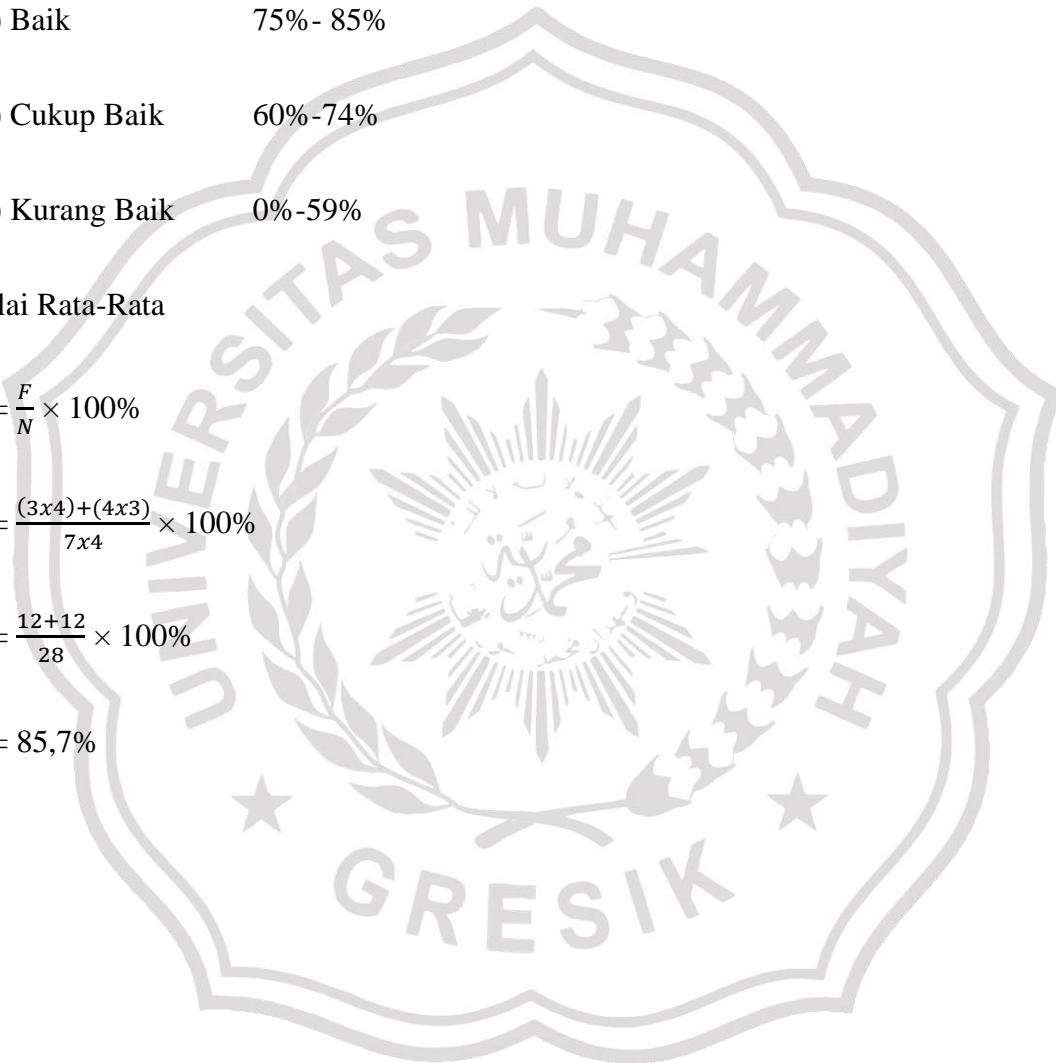 ) Baik 75%- 85%
) Cukup Baik 60%-74%
) Kurang Baik 0%-59%
lai Rata-Rata
= F/N × 100%
= (3x4)+(4x3)/7x4 × 100%
= 12+12/28 × 100%
= 85,7%
UNIVERSITAS MUHAMMADIYAH
GRESIK